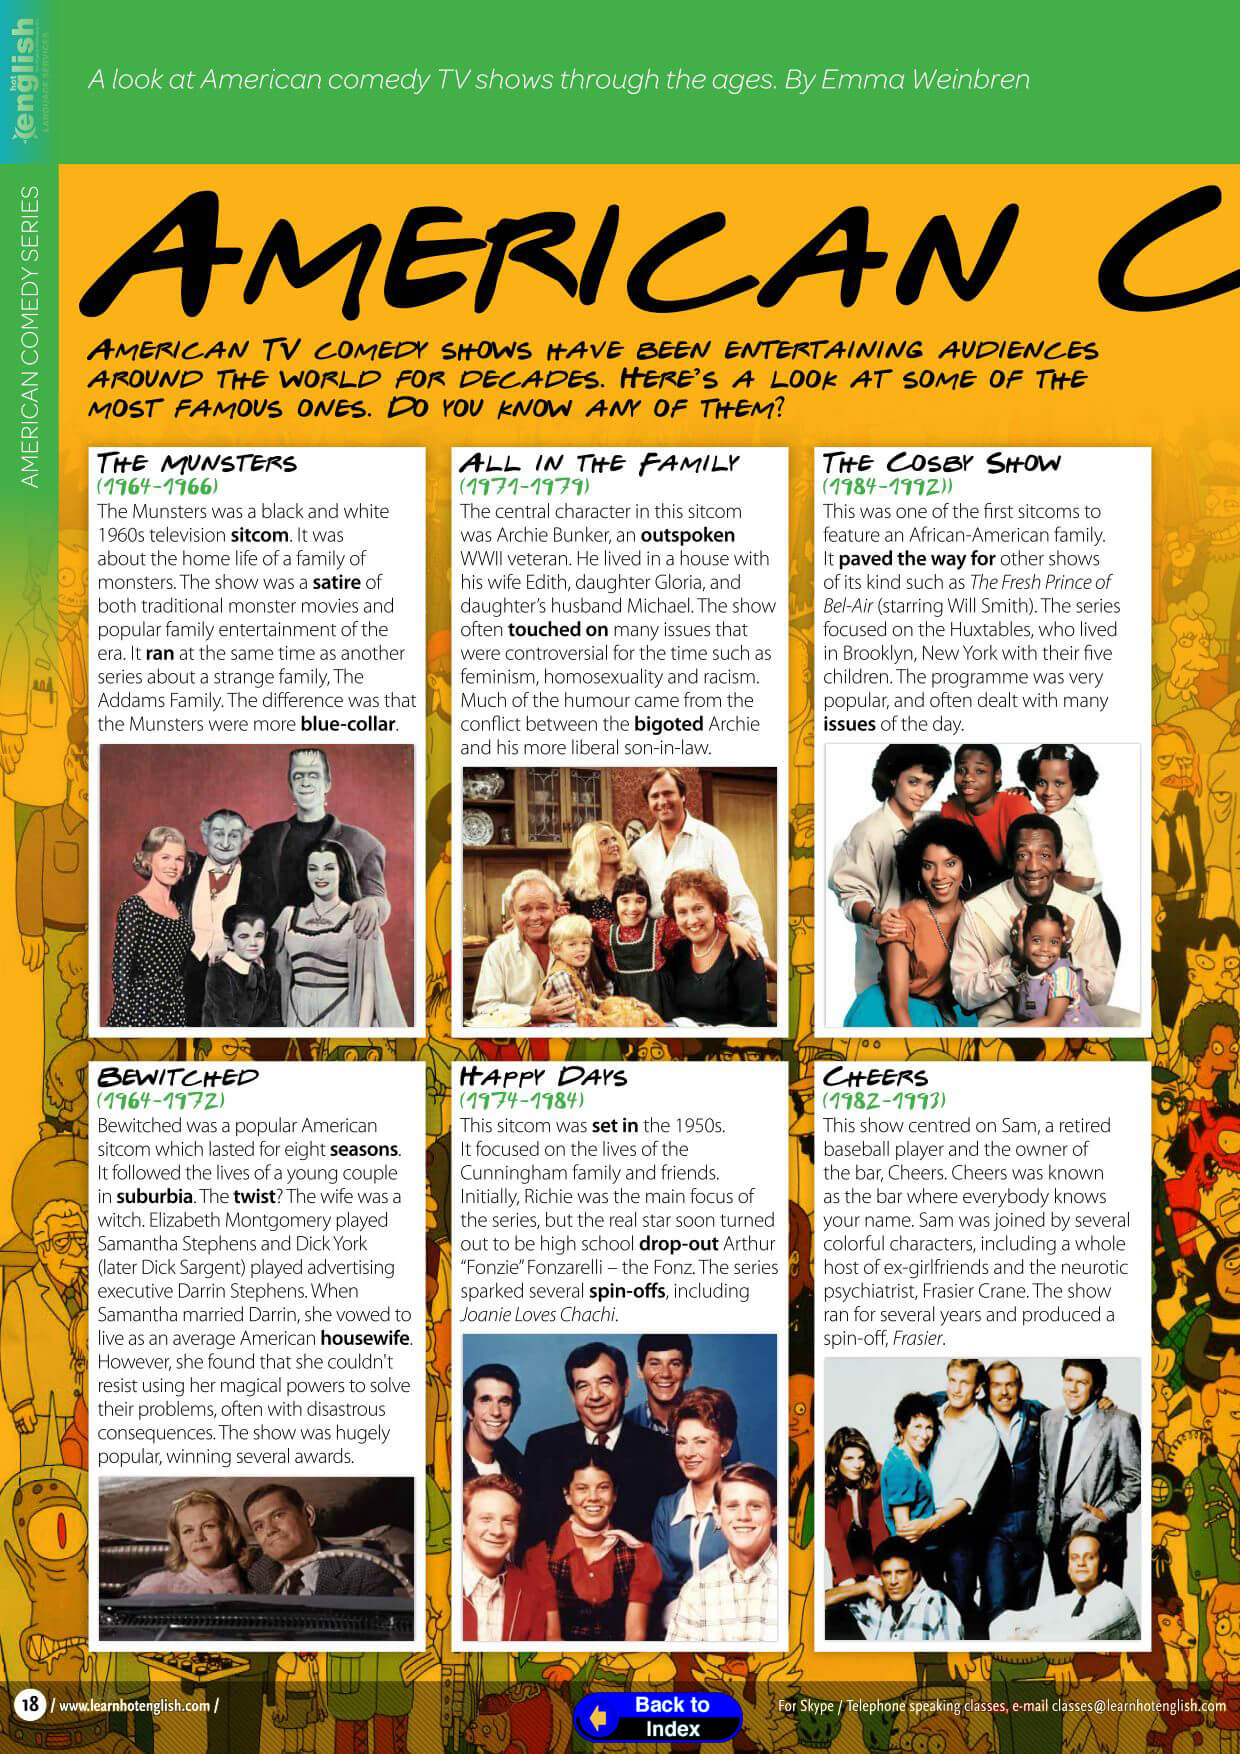 hot
english
LANGUAGE SERVICES
A look at American comedy TV shows through the ages. By Emma Weinbren
AMERICAN COMEDY SERIES
AMERICAN C
AMERICAN TV COMEDY SHOWS HAVE BEEN ENTERTAINING AUDIENCES
AROUND THE WORLD FOR DECADES. HERE'S A LOOK AT SOME OF THE
MOST FAMOUS ONES. DO YOU KNOW ANY OF THEM?
THE MUNSTERS
(1964-1966)
The Munsters was a black and white
1960s television sitcom. It was
about the home life of a family of
monsters. The show was a satire of
both traditional monster movies and
popular family entertainment of the
era. It ran at the same time as another
series about a strange family, The
Addams Family. The difference was that
the Munsters were more blue-collar.
ALL IN THE FAMILY
(1971-1979)
The central character in this sitcom
was Archie Bunker, an outspoken
WWII veteran. He lived in a house with
his wife Edith, daughter Gloria, and
daughter's husband Michael. The show
often touched on many issues that
were controversial for the time such as
feminism, homosexuality and racism.
Much of the humour came from the
conflict between the bigoted Archie
and his more liberal son-in-law.
THE COSBY SHOW
(1984-1992))
This was one of the first sitcoms to
feature an African-American family.
It paved the way for other shows
of its kind such as The Fresh Prince of
Bel-Air (starring Will Smith). The series
focused on the Huxtables, who lived
in Brooklyn, New York with their five
children. The programme was very
popular, and often dealt with many
issues of the day.
BEWITCHED
(1964-1972)
Bewitched was a popular American
sitcom which lasted for eight seasons.
It followed the lives of a young couple
in suburbia. The twist? The wife was a
witch. Elizabeth Montgomery played
Samantha Stephens and Dick York
(later Dick Sargent) played advertising
executive Darrin Stephens. When
Samantha married Darrin, she vowed to
live as an average American housewife.
However, she found that she couldn't
resist using her magical powers to solve
their problems, often with disastrous
consequences. The show was hugely
popular, winning several awards.
HAPPY DAYS
(1974-1984)
This sitcom was set in the 1950s.
It focused on the lives of the
Cunningham family and friends.
Initially, Richie was the main focus of
the series, but the real star soon turned
out to be high school drop-out Arthur
"Fonzie" Fonzarelli – the Fonz. The series
sparked several spin-offs, including
Joanie Loves Chachi.
CHEERS
(1982-1993)
This show centred on Sam, a retired
baseball player and the owner of
the bar, Cheers. Cheers was known
as the bar where everybody knows
your name. Sam was joined by several
colorful characters, including a whole
host of ex-girlfriends and the neurotic
psychiatrist, Frasier Crane. The show
ran for several years and produced a
spin-off, Frasier.
18 / www.learnhotenglish.com /
Back to
Index
For Skype / Telephone speaking classes, e-mail classes@learnhotenglish.com